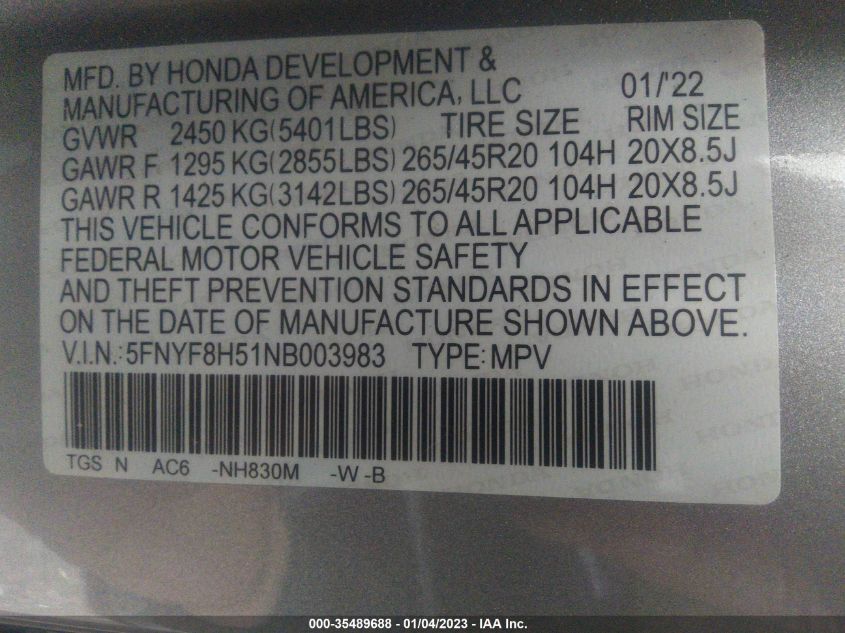 MFD. BY HONDA DEVELOPMENT &
MANUFACTURING OF AMERICA, LLC 01/'22
GVWR 2450 KG(5401LBS) TIRE SIZE RIM SIZE
GAWR F 1295 KG(2855LBS) 265/45R20 104H 20X8.5J
GAWR R 1425 KG(3142LBS) 265/45R20 104H 20X8.5J
THIS VEHICLE CONFORMS TO ALL APPLICABLE
FEDERAL MOTOR VEHICLE SAFETY
AND THEFT PREVENTION STANDARDS IN EFFECT
ON THE DATE OF MANUFACTURE SHOWN ABOVE.
V.I.N.: 5FNYF8H51NB003983 TYPE: MPV
TGS N AC6 -NH830M -W -B
000-35489688 - 01/04/2023 - IAA Inc.